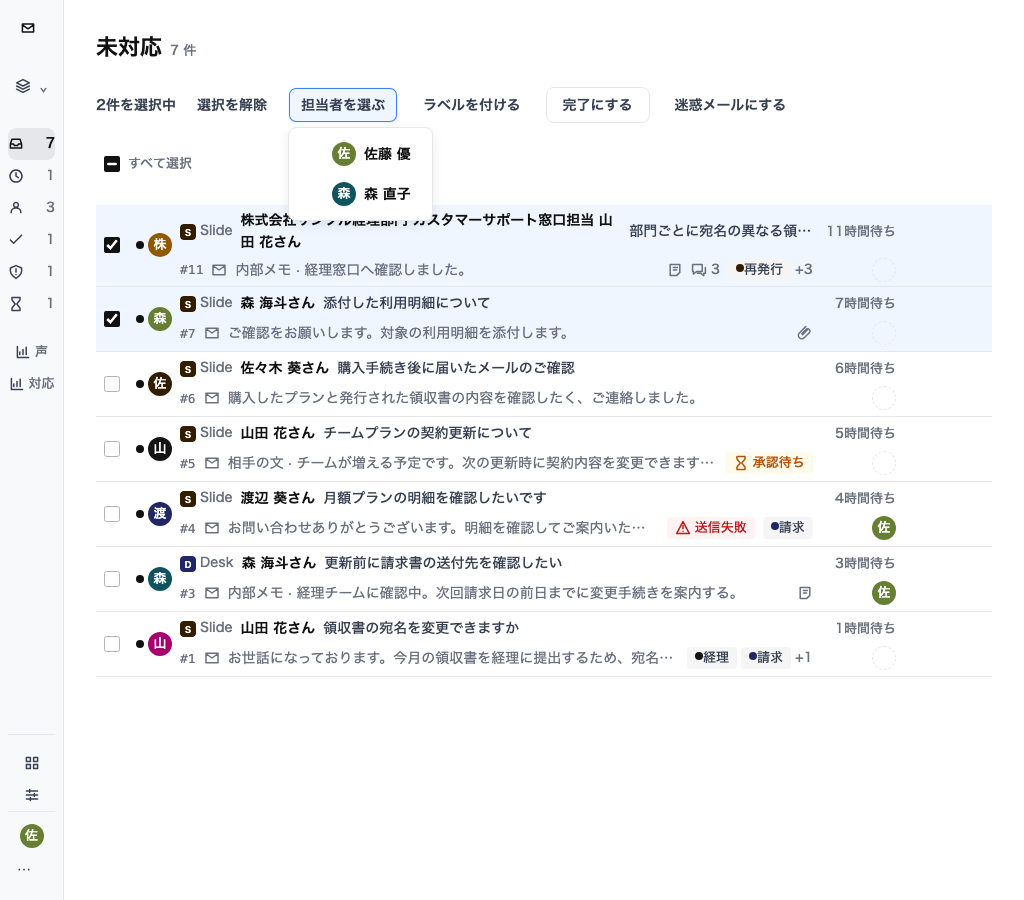 未対応 7 件
2件を選択中 選択を解除 担当者を選ぶ ラベルを付ける 完了にする 迷惑メールにする
佐 佐藤 優
森 森 直子
すべて選択
7
1
3
1
1
1
声
対応
佐
…
株 S Slide 株式会社サンプル経理部門カスタマーサポート窓口担当 山田 花さん 部門ごとに宛名の異なる領… 11時間待ち
#11 内部メモ · 経理窓口へ確認しました。 3 再発行 +3
森 S Slide 森 海斗さん 添付した利用明細について 7時間待ち
#7 ご確認をお願いします。対象の利用明細を添付します。
佐 S Slide 佐々木 葵さん 購入手続き後に届いたメールのご確認 6時間待ち
#6 購入したプランと発行された領収書の内容を確認したく、ご連絡しました。
山 S Slide 山田 花さん チームプランの契約更新について 5時間待ち
#5 相手の文 · チームが増える予定です。次の更新時に契約内容を変更できます… 承認待ち
渡 S Slide 渡辺 葵さん 月額プランの明細を確認したいです 4時間待ち
#4 お問い合わせありがとうございます。明細を確認してご案内いた… 送信失敗 請求 佐
森 D Desk 森 海斗さん 更新前に請求書の送付先を確認したい 3時間待ち
#3 内部メモ · 経理チームに確認中。次回請求日の前日までに変更手続きを案内する。 佐
山 S Slide 山田 花さん 領収書の宛名を変更できますか 1時間待ち
#1 お世話になっております。今月の領収書を経理に提出するため、宛名… 経理 請求 +1